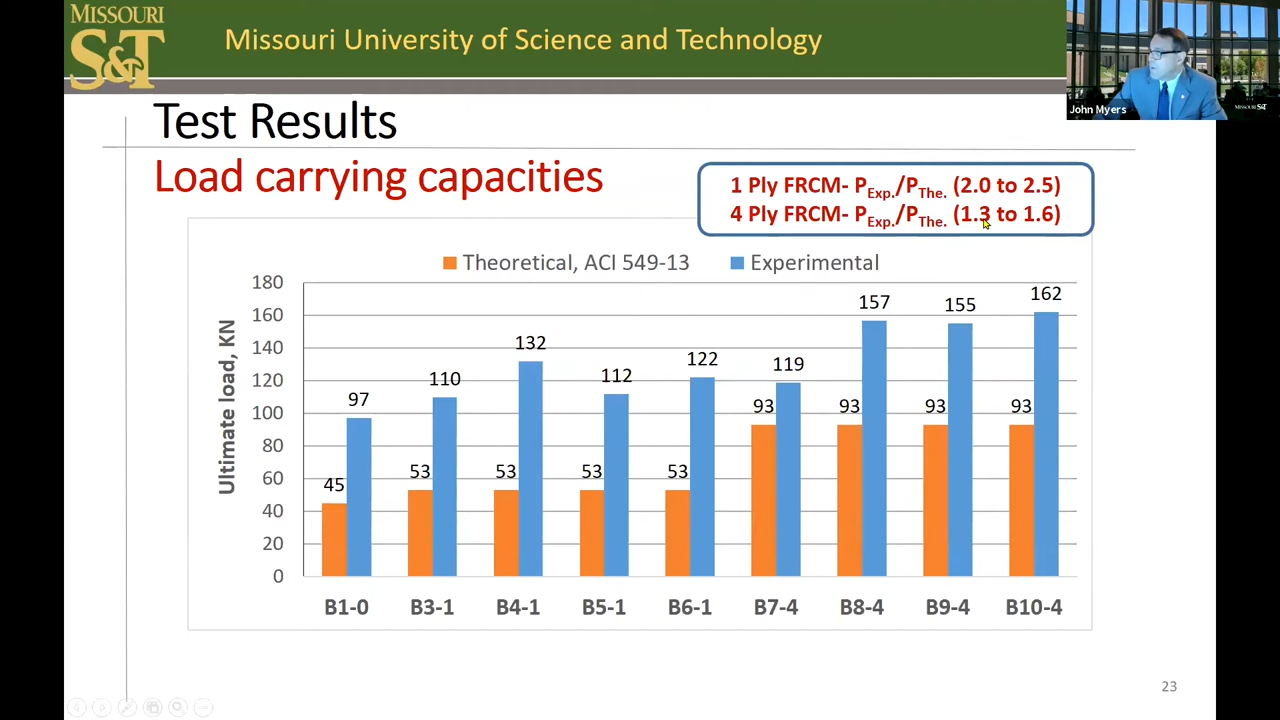 MISSOURI
S&T
Missouri University of Science and Technology
John Myers
MISSOURI S&T
Test Results
Load carrying capacities
1 Ply FRCM- PExp./PThe. (2.0 to 2.5)
4 Ply FRCM- PExp./PThe. (1.3 to 1.6)
Theoretical, ACI 549-13 Experimental
Ultimate load, KN
180
160
140
120
100
80
60
40
20
0
45 97
53 110
53 132
53 112
53 122
93 119
93 157
93 155
93 162
B1-0 B3-1 B4-1 B5-1 B6-1 B7-4 B8-4 B9-4 B10-4
23